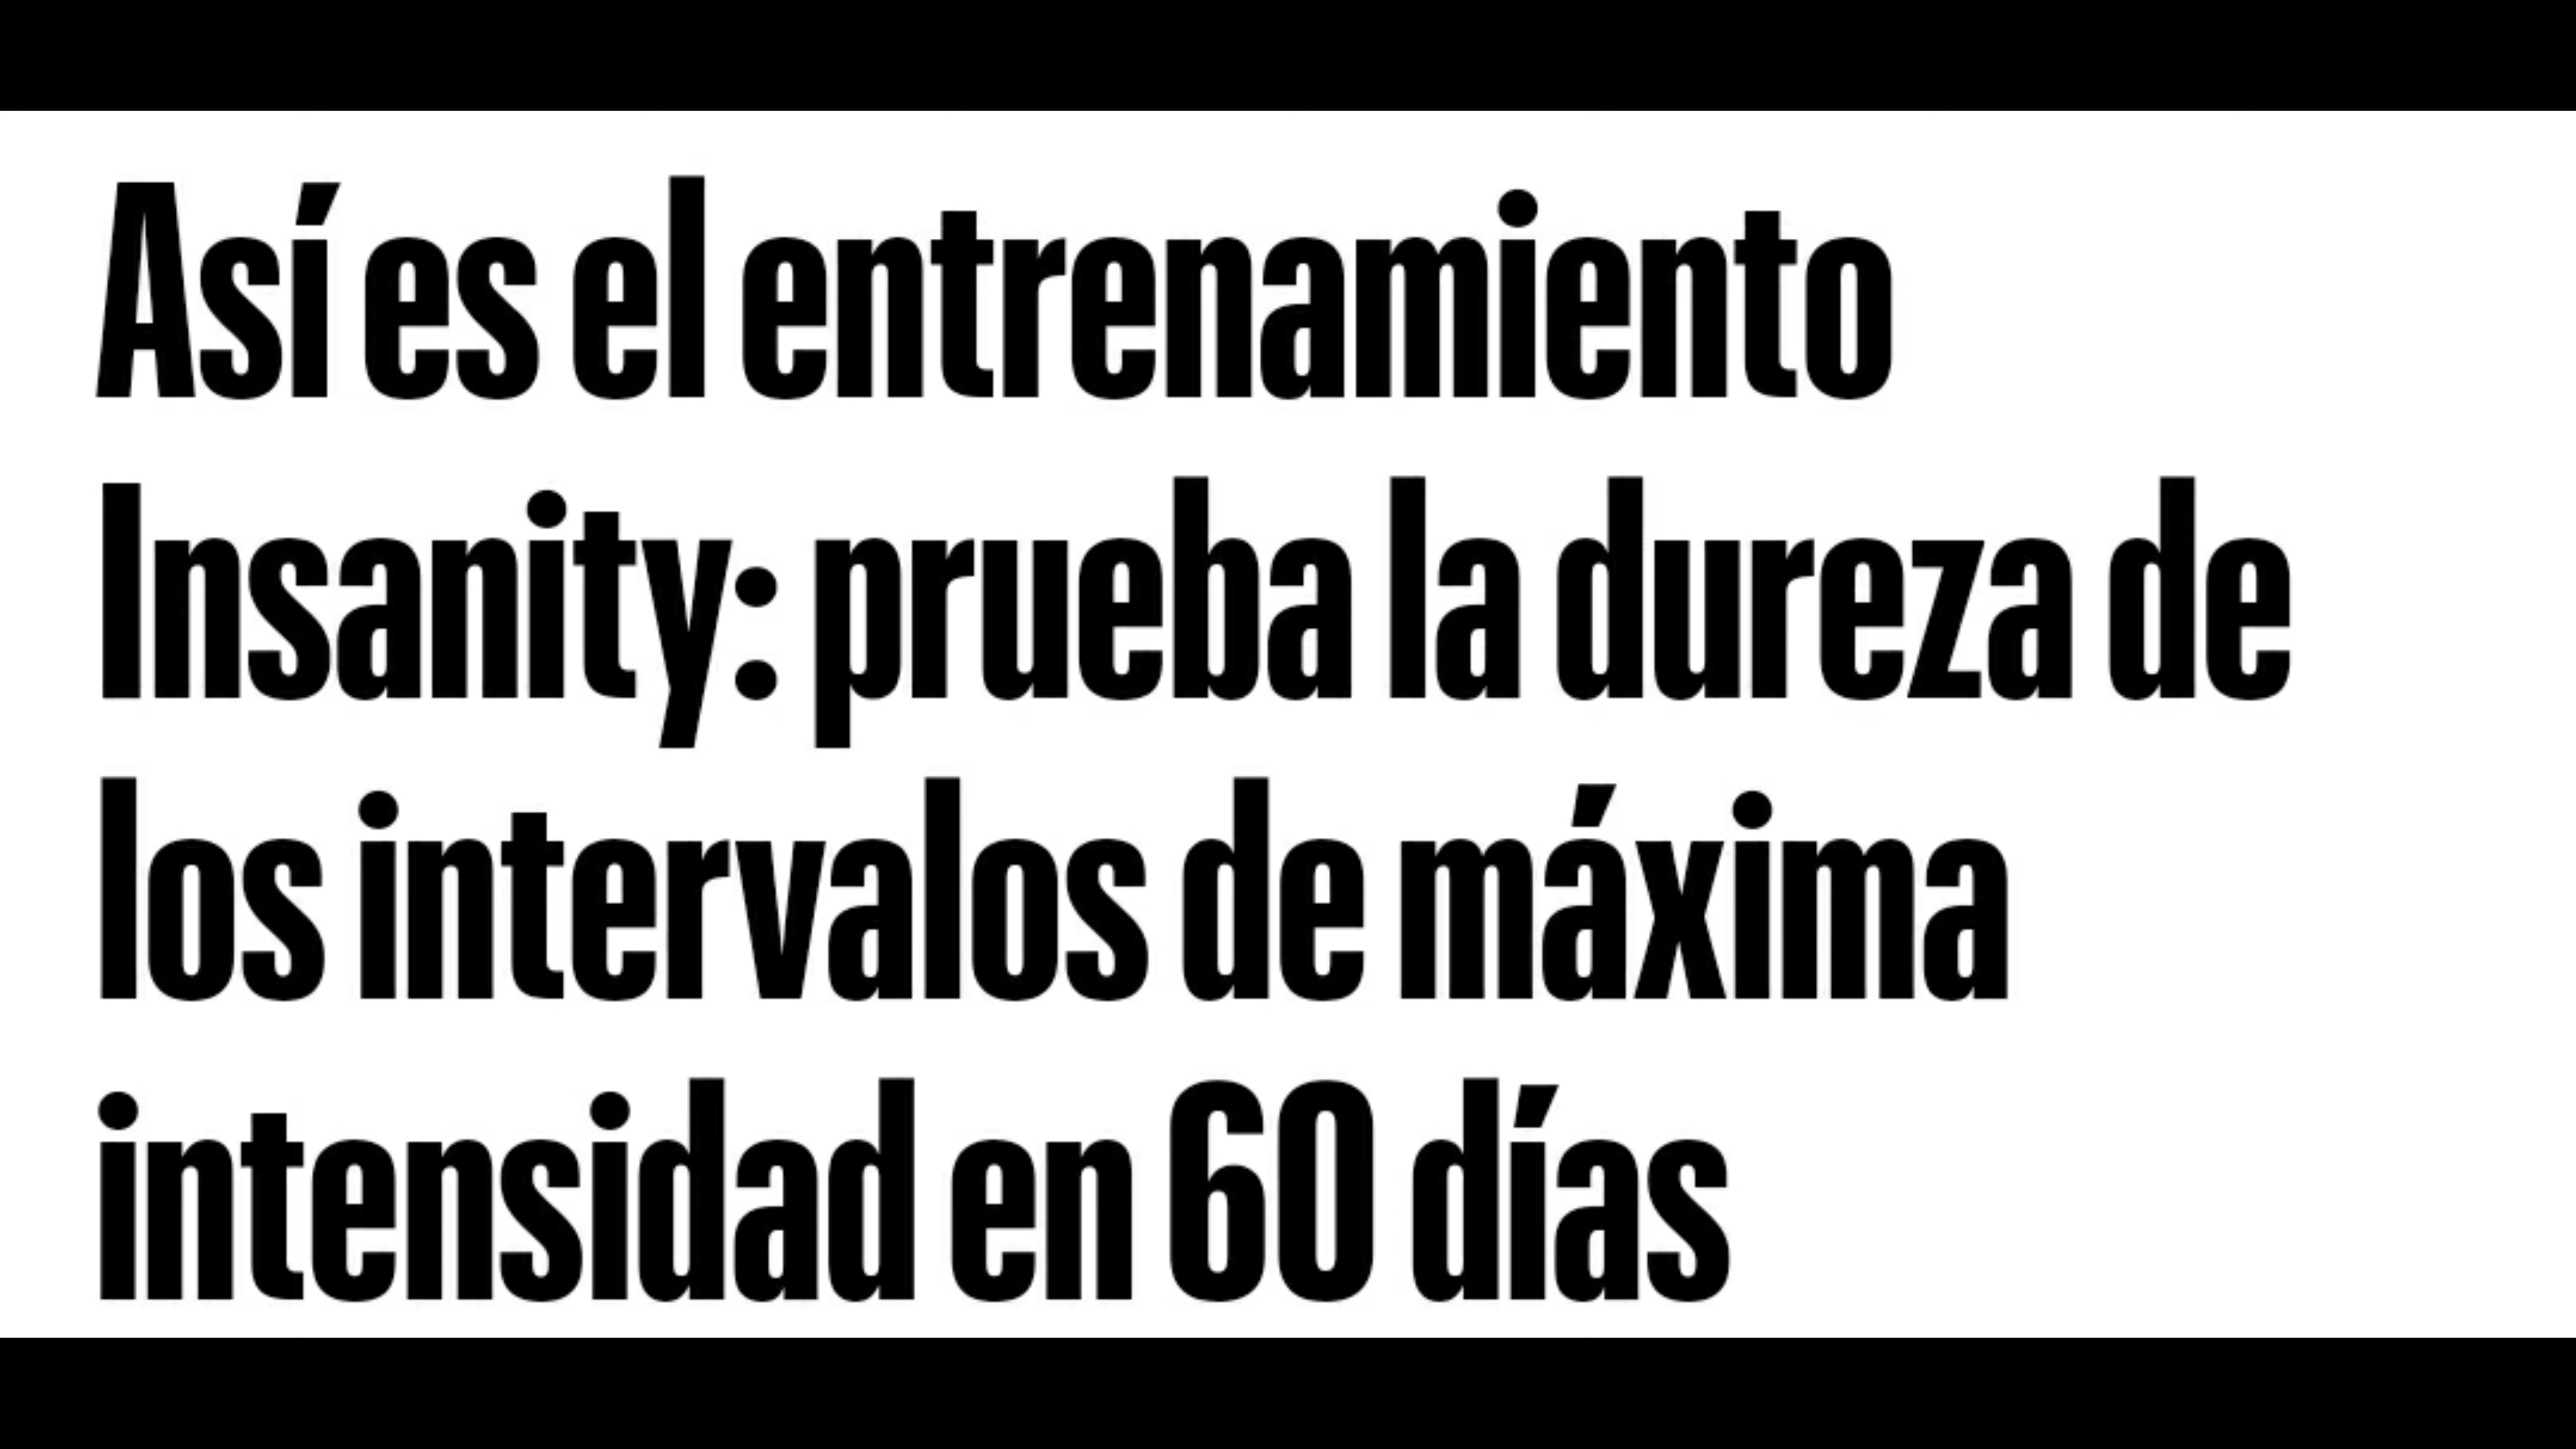 Así es el entrenamiento
Insanity: prueba la dureza de
los intervalos de máxima
intensidad en 60 días